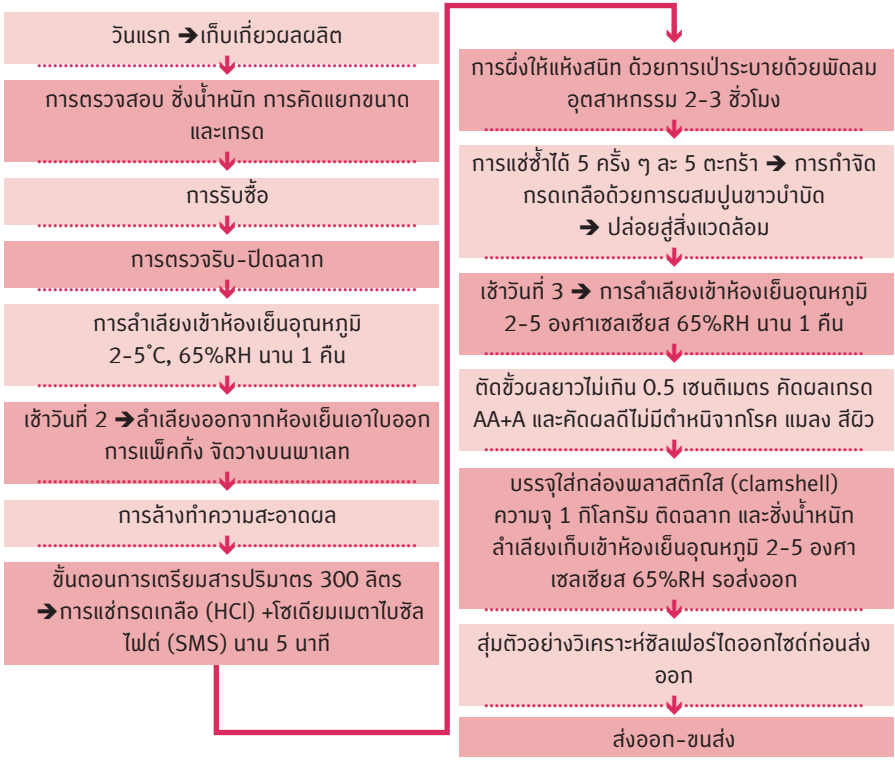 วันแรก ➔เก็บเกี่ยวผลผลิต
การตรวจสอบ ชั่งน้ำหนัก การคัดแยกขนาด
และเกรด
การรับซื้อ
การตรวจรับ-ปิดฉลาก
การลำเลียงเข้าห้องเย็นอุณหภูมิ
2-5˚C, 65%RH นาน 1 คืน
เช้าวันที่ 2 ➔ลำเลียงออกจากห้องเย็นเอาใบออก
การแพ็คกิ้ง จัดวางบนพาเลท
การล้างทำความสะอาดผล
ขั้นตอนการเตรียมสารปริมาตร 300 ลิตร
➔การแช่กรดเกลือ (HCl) +โซเดียมเมตาไบซัล
ไฟต์ (SMS) นาน 5 นาที
การผึ่งให้แห้งสนิท ด้วยการเป่าระบายด้วยพัดลม
อุตสาหกรรม 2-3 ชั่วโมง
การแช่ซ้ำได้ 5 ครั้ง ๆ ละ 5 ตะกร้า ➔ การกำจัด
กรดเกลือด้วยการผสมปูนขาวบำบัด
➔ ปล่อยสู่สิ่งแวดล้อม
เช้าวันที่ 3 ➔ การลำเลียงเข้าห้องเย็นอุณหภูมิ
2-5 องศาเซลเซียส 65%RH นาน 1 คืน
ตัดขั้วผลยาวไม่เกิน 0.5 เซนติเมตร คัดผลเกรด
AA+A และคัดผลดีไม่มีตำหนิจากโรค แมลง สีผิว
บรรจุใส่กล่องพลาสติกใส (clamshell)
ความจุ 1 กิโลกรัม ติดฉลาก และชั่งน้ำหนัก
ลำเลียงเก็บเข้าห้องเย็นอุณหภูมิ 2-5 องศา
เซลเซียส 65%RH รอส่งออก
สุ่มตัวอย่างวิเคราะห์ซัลเฟอร์ไดออกไซด์ก่อนส่ง
ออก
ส่งออก-ขนส่ง